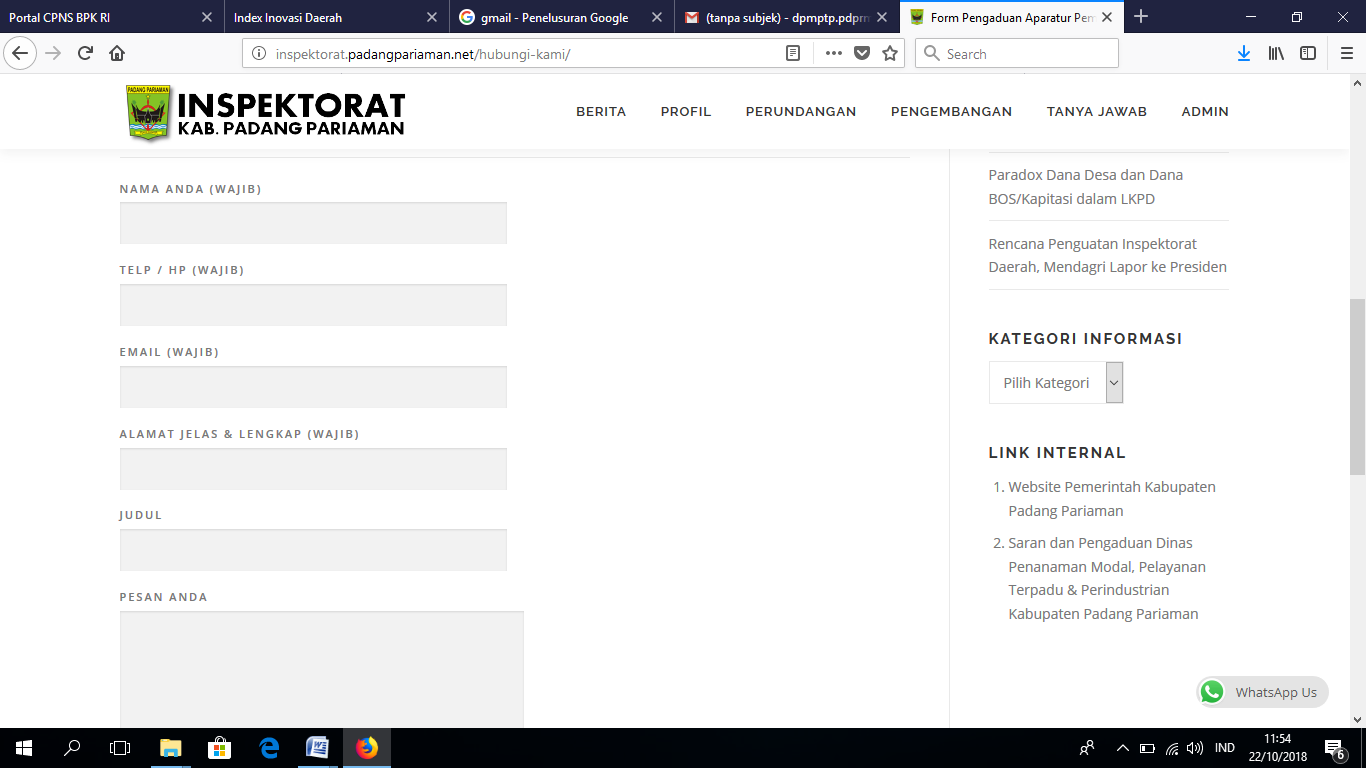 Portal CPNS BPK RI
Index Inovasi Daerah
gmail - Penelusuran Google
(tanpa subjek) - dpmptp.pdprm
Form Pengaduan Aparatur Pem
inspektorat.padangpariaman.net/hubungi-kami/
Search
PADANG PARIAMAN
INSPEKTORAT
KAB. PADANG PARIAMAN
BERITA
PROFIL
PERUNDANGAN
PENGEMBANGAN
TANYA JAWAB
ADMIN
NAMA ANDA (WAJIB)
TELP / HP (WAJIB)
EMAIL (WAJIB)
ALAMAT JELAS & LENGKAP (WAJIB)
JUDUL
PESAN ANDA
Paradox Dana Desa dan Dana
BOS/Kapitasi dalam LKPD
Rencana Penguatan Inspektorat
Daerah, Mendagri Lapor ke Presiden
KATEGORI INFORMASI
Pilih Kategori
LINK INTERNAL
1. Website Pemerintah Kabupaten
Padang Pariaman
2. Saran dan Pengaduan Dinas
Penanaman Modal, Pelayanan
Terpadu & Perindustrian
Kabupaten Padang Pariaman
WhatsApp Us
IND
11:54
22/10/2018
6